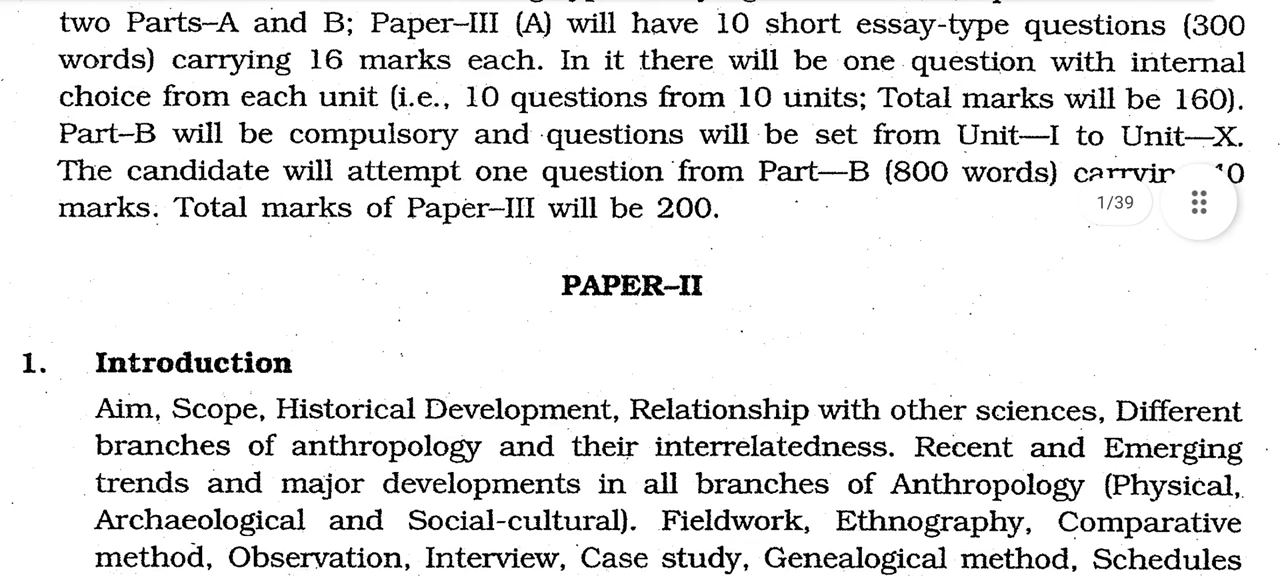 two Parts–A and B; Paper–III (A) will have 10 short essay-type questions (300
words) carrying 16 marks each. In it there will be one question with internal
choice from each unit (i.e., 10 questions from 10 units; Total marks will be 160).
Part–B will be compulsory and questions will be set from Unit—I to Unit—X.
The candidate will attempt one question from Part—B (800 words)
marks. Total marks of Paper–III will be 200.
1/39
PAPER–II
1. Introduction
Aim, Scope, Historical Development, Relationship with other sciences, Different
branches of anthropology and their interrelatedness. Recent and Emerging
trends and major developments in all branches of Anthropology (Physical,
Archaeological and Social-cultural). Fieldwork, Ethnography, Comparative
method, Observation, Interview, Case study, Genealogical method, Schedules